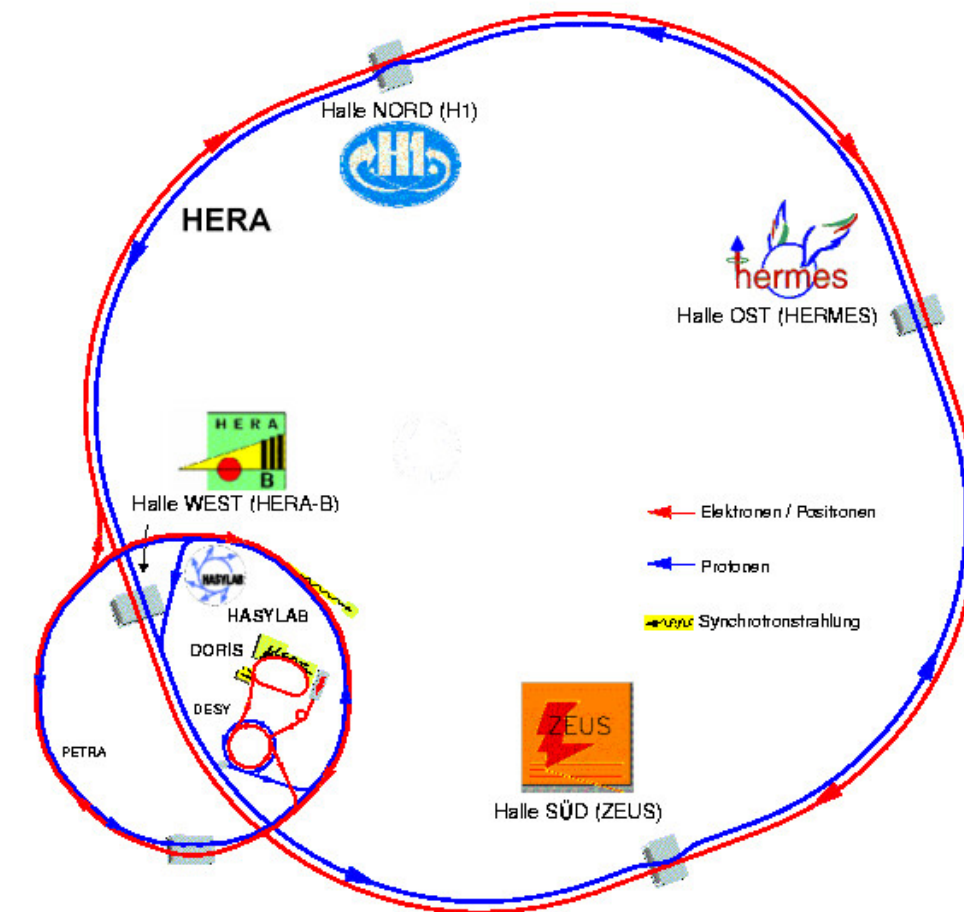 Halle NORD (H1)
H1
HERA
hermes
Halle OST (HERMES)
HERA
B
Halle WEST (HERA-B)
Elektronen / Positronen
Protonen
Synchrotronstrahlung
HASYLAB
HASYLAB
DORIS
DESY
PETRA
ZEUS
Halle SÜD (ZEUS)